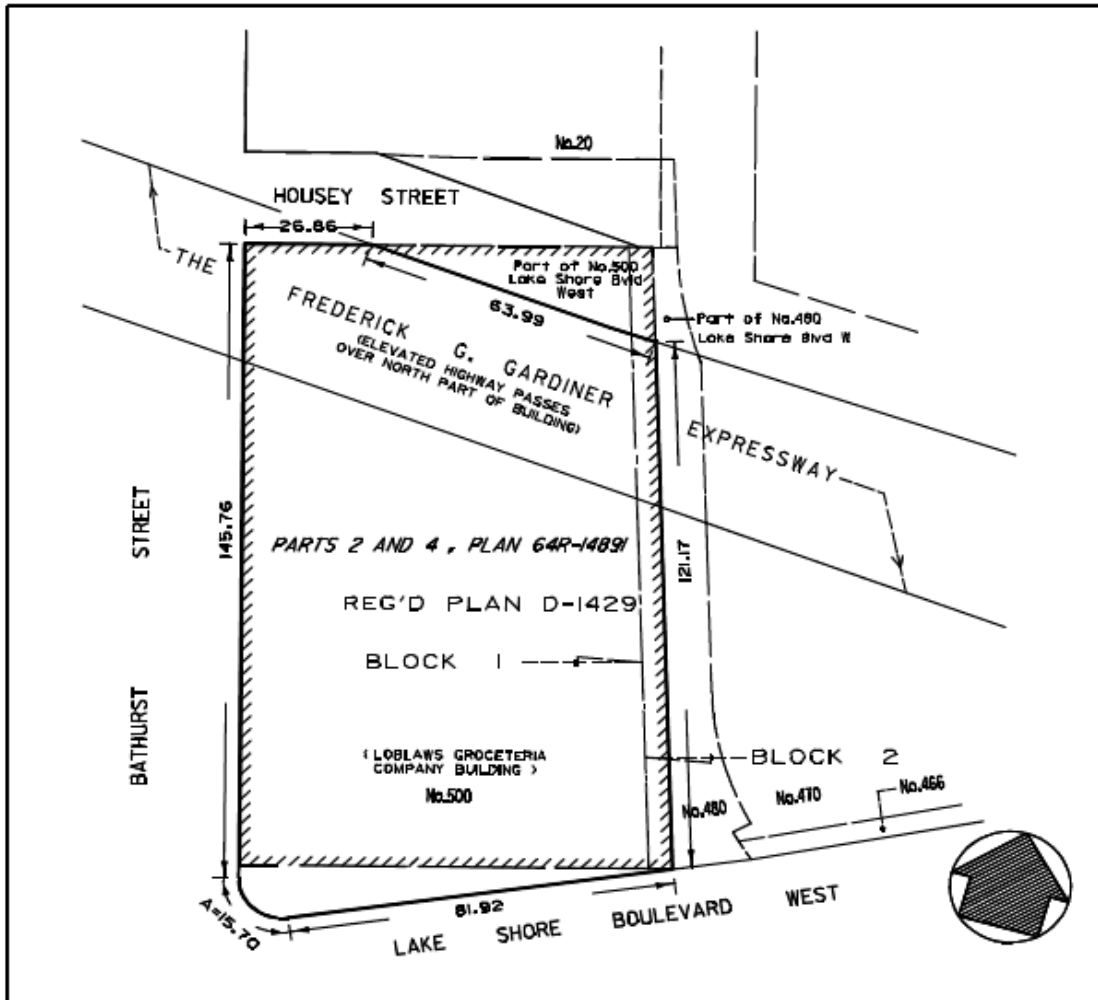 No.20
HOUSEY STREET
26.86
THE
Part of No.500
Lake Shore Blvd
West
63.99
Part of No.480
Lake Shore Blvd W
FREDERICK G. GARDINER
(ELEVATED HIGHWAY PASSES
OVER NORTH PART OF
BUILDING)
EXPRESSWAY
145.76
BATHURST STREET
121.17
PARTS 2 AND 4 , PLAN 64R-14891
REG'D PLAN D-1429
BLOCK 1
BLOCK 2
(LOBLAWS GROCETERIA
COMPANY BUILDING )
No.500
No.480
No.470
No.466
A=15.70
61.92
LAKE SHORE BOULEVARD WEST